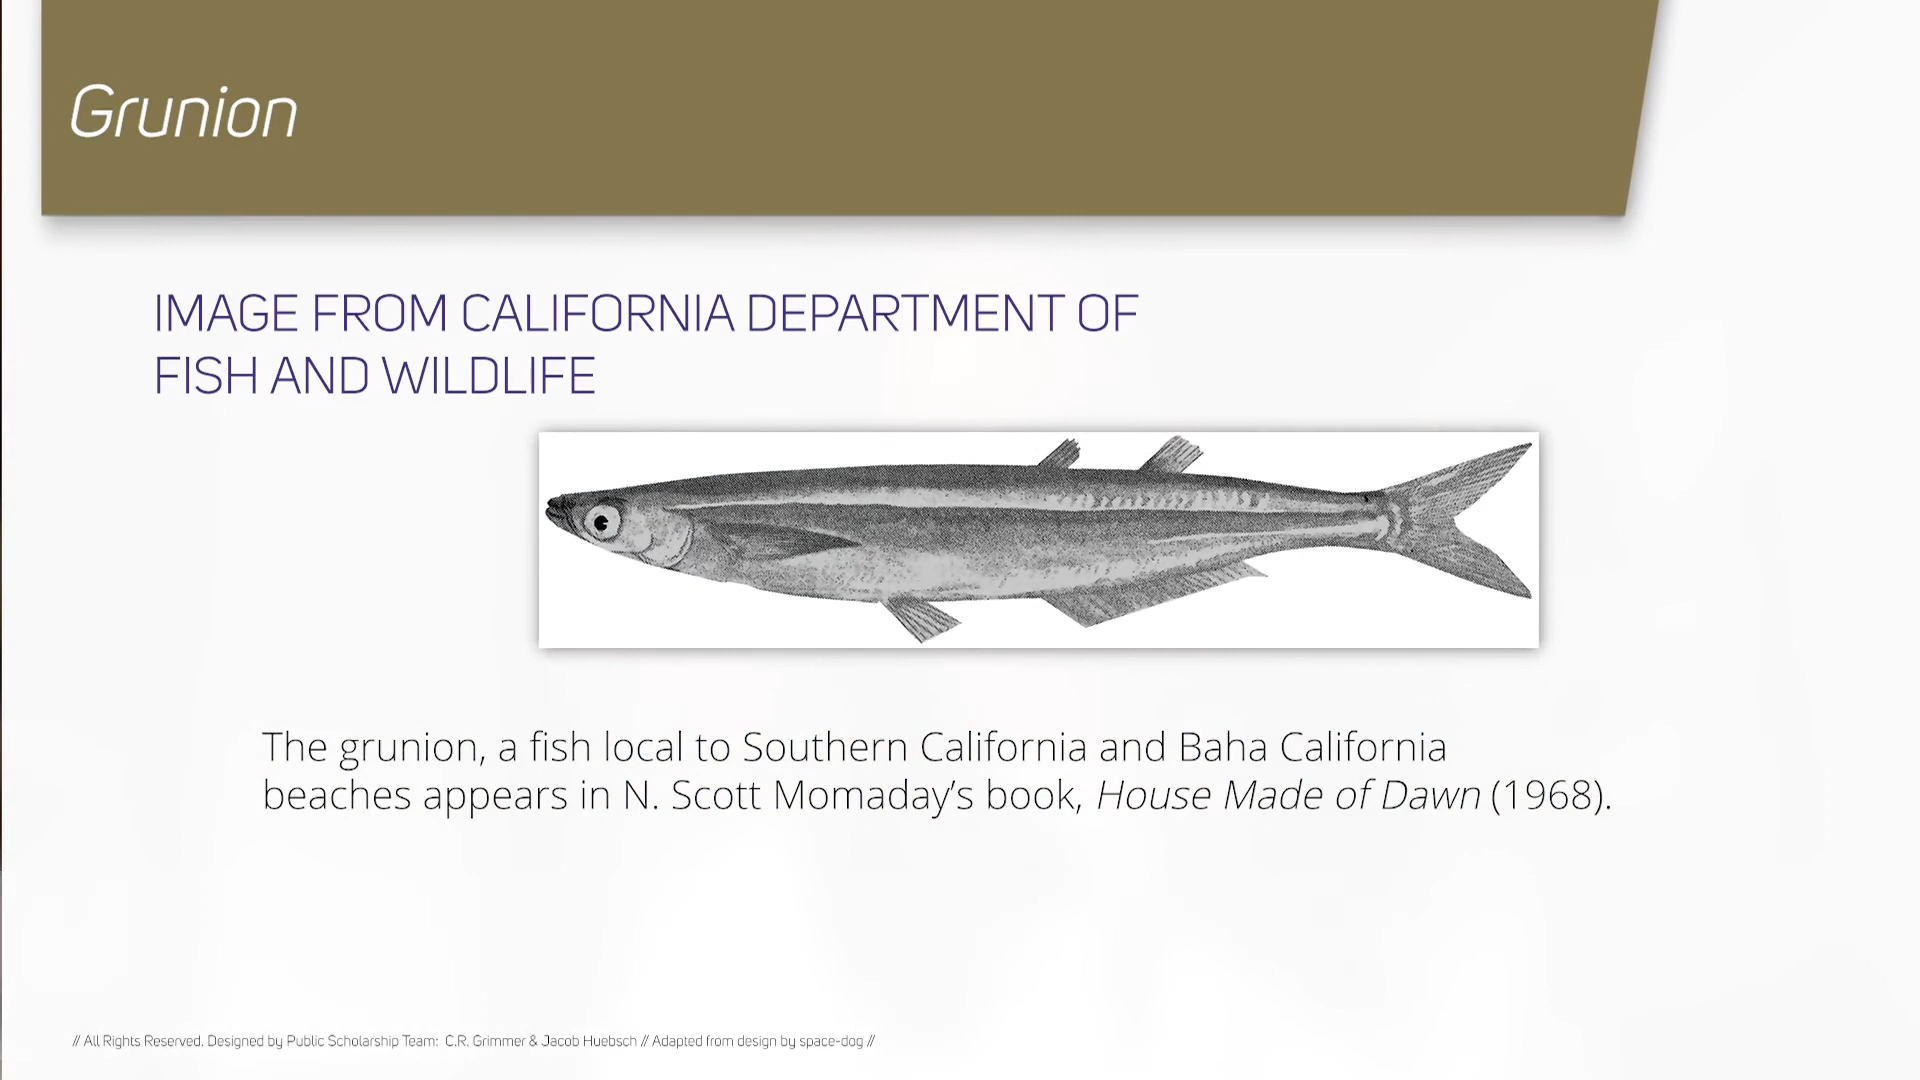 Grunion
IMAGE FROM CALIFORNIA DEPARTMENT OF
FISH AND WILDLIFE
The grunion, a fish local to Southern California and Baha California
beaches appears in N. Scott Momaday’s book, House Made of Dawn (1968).
// All Rights Reserved. Designed by Public Scholarship Team: C.R. Grimmer & Jacob Huebsch // Adapted from design by space-dog //